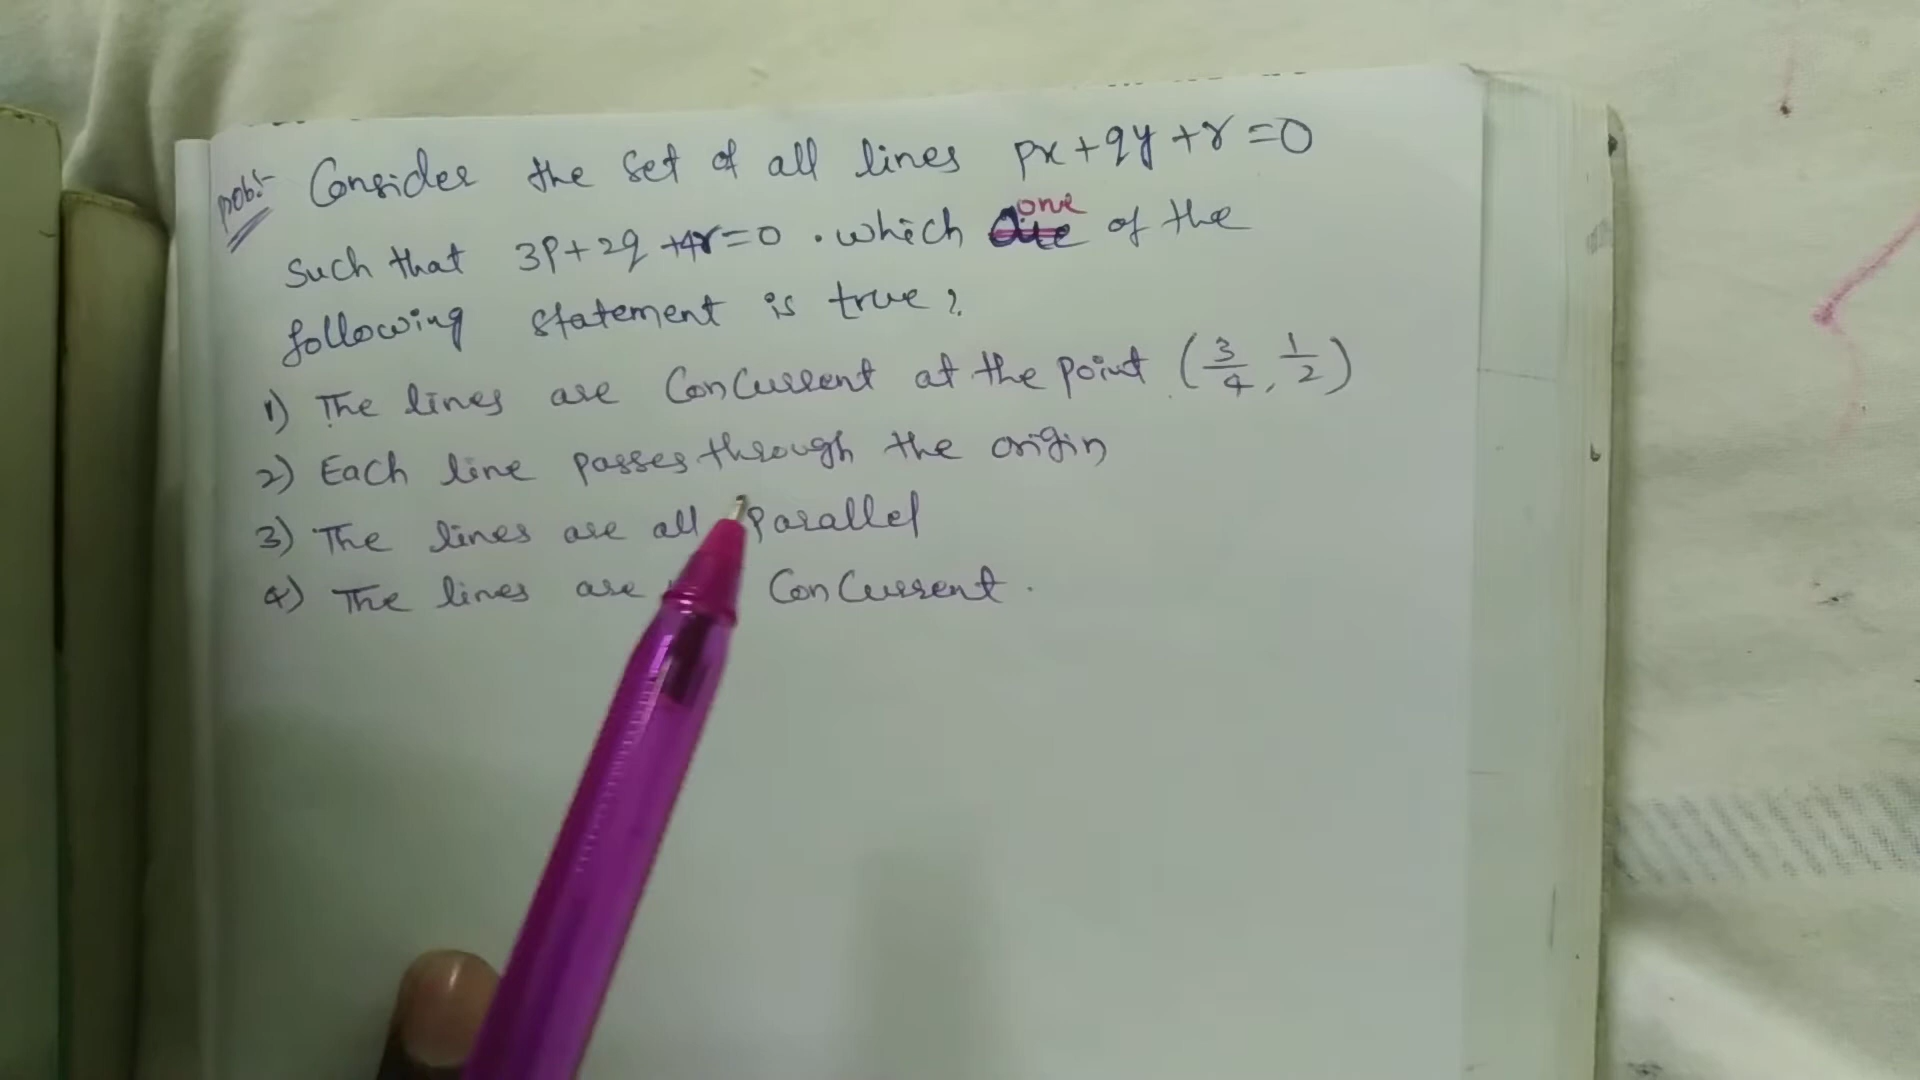 prob:- Consider the set of all lines px+qy+r=0
such that 3p+2q+4r=0. which one of the
following statement is true?
1) The lines are Concurrent at the point (3/4, 1/2)
2) Each line passes through the origin
3) The lines are all parallel
4) The lines are Concurrent.